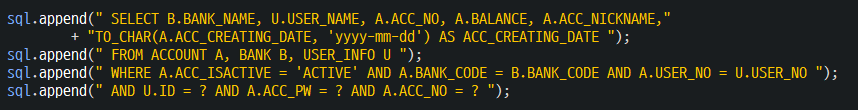 sql.append(" SELECT B.BANK_NAME, U.USER_NAME, A.ACC_NO, A.BALANCE, A.ACC_NICKNAME,"
+ "TO_CHAR(A.ACC_CREATING_DATE, 'yyyy-mm-dd') AS ACC_CREATING_DATE ");
sql.append(" FROM ACCOUNT A, BANK B, USER_INFO U ");
sql.append(" WHERE A.ACC_ISACTIVE = 'ACTIVE' AND A.BANK_CODE = B.BANK_CODE AND A.USER_NO = U.USER_NO ");
sql.append(" AND U.ID = ? AND A.ACC_PW = ? AND A.ACC_NO = ? ");